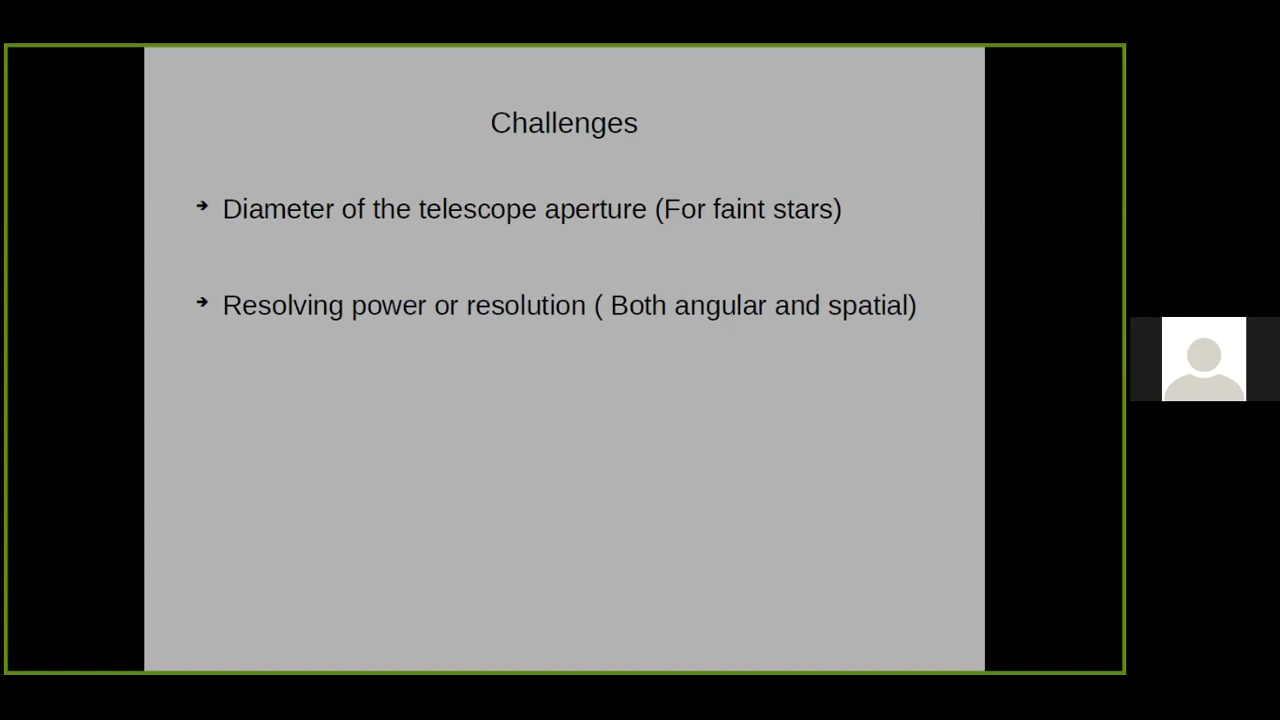 Challenges
➔ Diameter of the telescope aperture (For faint stars)
➔ Resolving power or resolution ( Both angular and spatial)